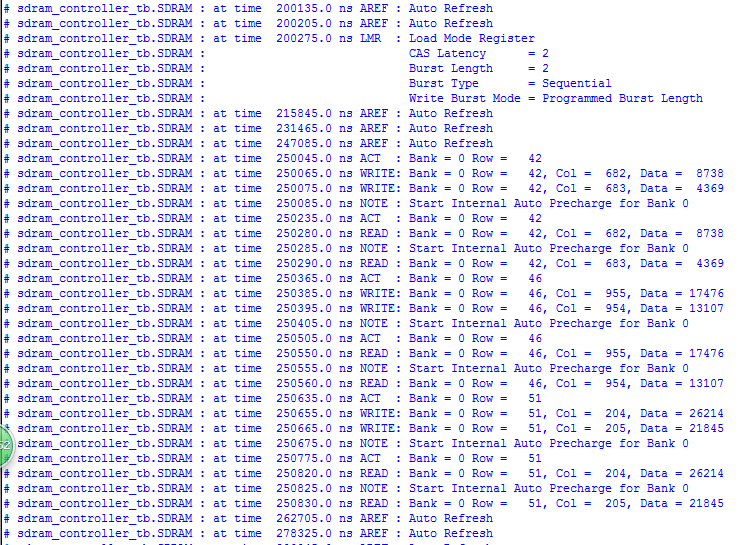 # sdram_controller_tb.SDRAM : at time  200135.0 ns AREF : Auto Refresh
# sdram_controller_tb.SDRAM : at time  200205.0 ns AREF : Auto Refresh
# sdram_controller_tb.SDRAM : at time  200275.0 ns LMR  : Load Mode Register
# sdram_controller_tb.SDRAM :                             CAS Latency      = 2
# sdram_controller_tb.SDRAM :                             Burst Length     = 2
# sdram_controller_tb.SDRAM :                             Burst Type       = Sequential
# sdram_controller_tb.SDRAM :                             Write Burst Mode = Programmed Burst Length
# sdram_controller_tb.SDRAM : at time  215845.0 ns AREF : Auto Refresh
# sdram_controller_tb.SDRAM : at time  231465.0 ns AREF : Auto Refresh
# sdram_controller_tb.SDRAM : at time  247085.0 ns AREF : Auto Refresh
# sdram_controller_tb.SDRAM : at time  250045.0 ns ACT  : Bank = 0 Row =   42
# sdram_controller_tb.SDRAM : at time  250065.0 ns WRITE: Bank = 0 Row =   42, Col =  682, Data =  8738
# sdram_controller_tb.SDRAM : at time  250075.0 ns WRITE: Bank = 0 Row =   42, Col =  683, Data =  4369
# sdram_controller_tb.SDRAM : at time  250085.0 ns NOTE : Start Internal Auto Precharge for Bank 0
# sdram_controller_tb.SDRAM : at time  250235.0 ns ACT  : Bank = 0 Row =   42
# sdram_controller_tb.SDRAM : at time  250280.0 ns READ : Bank = 0 Row =   42, Col =  682, Data =  8738
# sdram_controller_tb.SDRAM : at time  250285.0 ns NOTE : Start Internal Auto Precharge for Bank 0
# sdram_controller_tb.SDRAM : at time  250290.0 ns READ : Bank = 0 Row =   42, Col =  683, Data =  4369
# sdram_controller_tb.SDRAM : at time  250365.0 ns ACT  : Bank = 0 Row =   46
# sdram_controller_tb.SDRAM : at time  250385.0 ns WRITE: Bank = 0 Row =   46, Col =  955, Data = 17476
# sdram_controller_tb.SDRAM : at time  250395.0 ns WRITE: Bank = 0 Row =   46, Col =  954, Data = 13107
# sdram_controller_tb.SDRAM : at time  250405.0 ns NOTE : Start Internal Auto Precharge for Bank 0
# sdram_controller_tb.SDRAM : at time  250505.0 ns ACT  : Bank = 0 Row =   46
# sdram_controller_tb.SDRAM : at time  250550.0 ns READ : Bank = 0 Row =   46, Col =  955, Data = 17476
# sdram_controller_tb.SDRAM : at time  250555.0 ns NOTE : Start Internal Auto Precharge for Bank 0
# sdram_controller_tb.SDRAM : at time  250560.0 ns READ : Bank = 0 Row =   46, Col =  954, Data = 13107
# sdram_controller_tb.SDRAM : at time  250635.0 ns ACT  : Bank = 0 Row =   51
# sdram_controller_tb.SDRAM : at time  250655.0 ns WRITE: Bank = 0 Row =   51, Col =  204, Data = 26214
# sdram_controller_tb.SDRAM : at time  250665.0 ns WRITE: Bank = 0 Row =   51, Col =  205, Data = 21845
# sdram_controller_tb.SDRAM : at time  250675.0 ns NOTE : Start Internal Auto Precharge for Bank 0
# sdram_controller_tb.SDRAM : at time  250775.0 ns ACT  : Bank = 0 Row =   51
# sdram_controller_tb.SDRAM : at time  250820.0 ns READ : Bank = 0 Row =   51, Col =  204, Data = 26214
# sdram_controller_tb.SDRAM : at time  250825.0 ns NOTE : Start Internal Auto Precharge for Bank 0
# sdram_controller_tb.SDRAM : at time  250830.0 ns READ : Bank = 0 Row =   51, Col =  205, Data = 21845
# sdram_controller_tb.SDRAM : at time  262705.0 ns AREF : Auto Refresh
# sdram_controller_tb.SDRAM : at time  278325.0 ns AREF : Auto Refresh